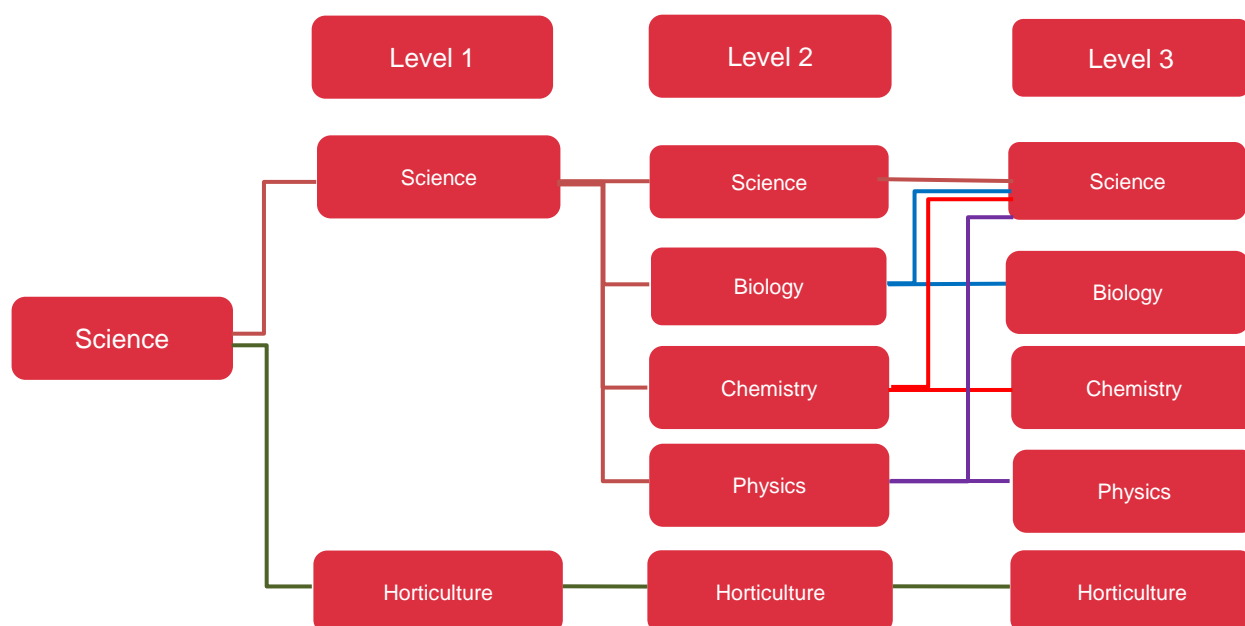 Level 1
Level 2
Level 3
Science
Science
Science
Biology
Biology
Science
Chemistry
Chemistry
Physics
Physics
Horticulture
Horticulture
Horticulture